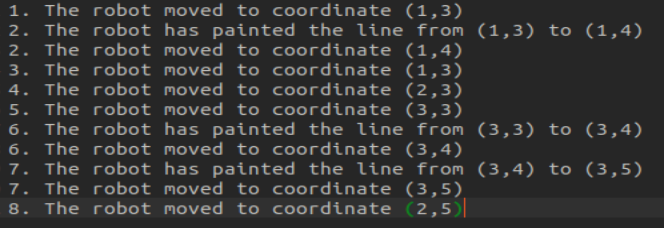 1. The robot moved to coordinate (1,3)
2. The robot has painted the line from (1,3) to (1,4)
2. The robot moved to coordinate (1,4)
3. The robot moved to coordinate (1,3)
4. The robot moved to coordinate (2,3)
5. The robot moved to coordinate (3,3)
6. The robot has painted the line from (3,3) to (3,4)
6. The robot moved to coordinate (3,4)
7. The robot has painted the line from (3,4) to (3,5)
7. The robot moved to coordinate (3,5)
8. The robot moved to coordinate (2,5)